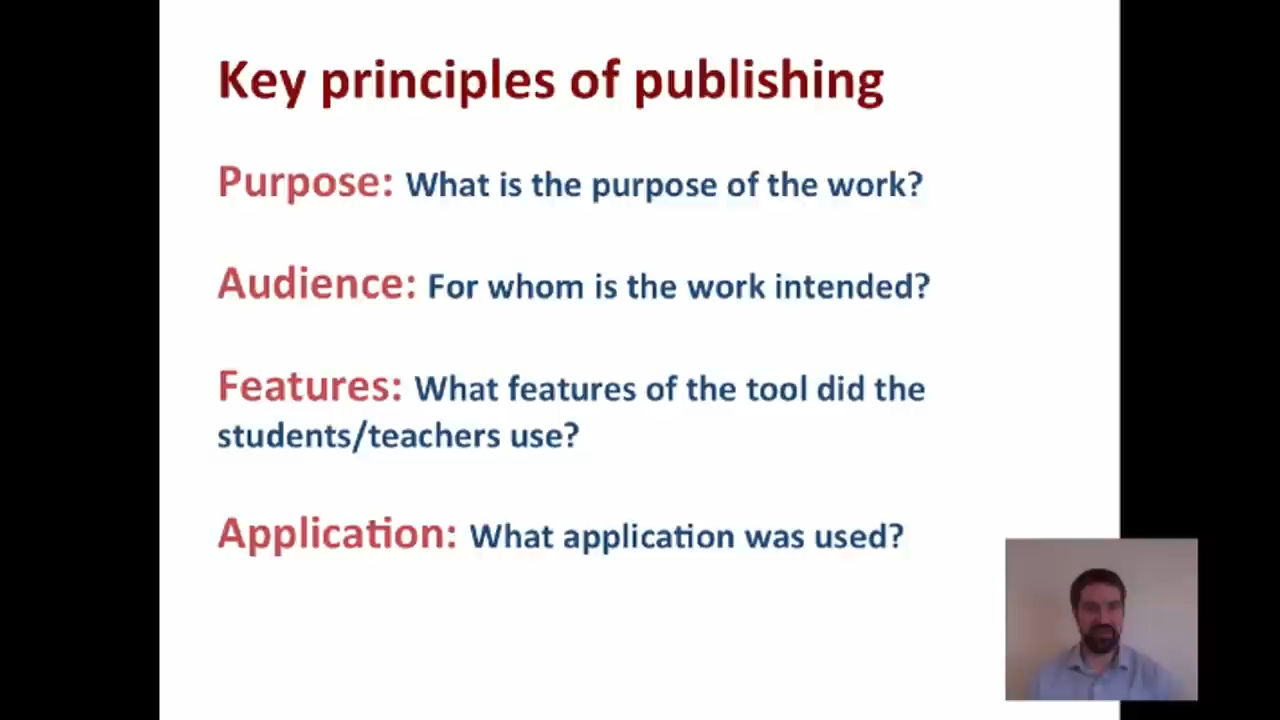 Key principles of publishing
Purpose: What is the purpose of the work?
Audience: For whom is the work intended?
Features: What features of the tool did the
students/teachers use?
Application: What application was used?